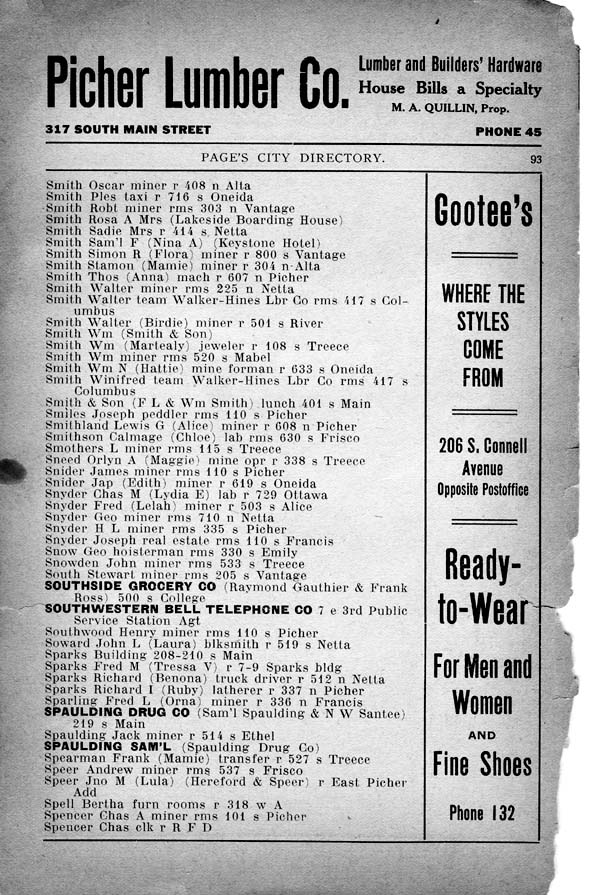 Picher Lumber Co.
Lumber and Builders' Hardware
House Bills a Specialty
M. A. QUILLIN, Prop.
317 SOUTH MAIN STREET
PHONE 45
PAGE'S CITY DIRECTORY.
93
Smith Oscar miner r 408 n Alta
Smith Ples taxi r 716 s Oneida
Smith Robt miner rms 303 n Vantage
Smith Rosa A Mrs (Lakeside Boarding House)
Smith Sadie Mrs r 414 s Netta
Smith Sam'l F (Nina A) (Keystone Hotel)
Smith Simon R (Flora) miner r 800 s Vantage
Smith Stamon (Mamie) miner r 304 n Alta
Smith Thos (Anna) mach r 607 n Picher
Smith Walter miner rms 225 n Netta
Smith Walter team Walker-Hines Lbr Co rms 417 s Col-
umbus
Smith Walter (Birdie) miner r 501 s River
Smith Wm (Smith & Son)
Smith Wm (Martealy) jeweler r 108 s Treece
Smith Wm miner rms 520 s Mabel
Smith Wm N (Hattie) mine forman r 633 s Oneida
Smith Winifred team Walker-Hines Lbr Co rms 417 s
Columbus
Smith & Son (F L & Wm Smith) lunch 401 s Main
Smiles Joseph peddler rms 110 s Picher
Smithland Lewis G (Alice) miner r 608 n Picher
Smithson Calmage (Chloe) lab rms 630 s Frisco
Smothers L miner rms 115 s Treece
Sneed Orlyn A (Maggie) mine opr r 338 s Treece
Snider James miner rms 110 s Picher
Snider Jap (Edith) miner r 619 s Oneida
Snyder Chas M (Lydia E) lab r 729 Ottawa
Snyder Fred (Lelah) miner r 503 s Alice
Snyder Geo miner rms 710 n Netta
Snyder H L miner rms 335 s Picher
Snyder Joseph real estate rms 110 s Francis
Snow Geo hoisterman rms 330 s Emily
Snowden John miner rms 533 s Treece
South Stewart miner rms 205 s Vantage
SOUTHSIDE GROCERY CO (Raymond Gauthier & Frank
Ross) 500 s College
SOUTHWESTERN BELL TELEPHONE CO 7 e 3rd Public
Service Station Agt
Southwood Henry miner rms 110 s Picher
Soward John L (Laura) blksmith r 519 s Netta
Sparks Building 208-210 s Main
Sparks Fred M (Tressa V) r 7-9 Sparks bldg
Sparks Richard (Benona) truck driver r 512 n Netta
Sparks Richard I (Ruby) latherer r 337 n Picher
Sparling Fred L (Orna) miner r 336 n Francis
SPAULDING DRUG CO (Sam'l Spaulding & N W Santee)
219 s Main
Spaulding Jack miner r 514 s Ethel
SPAULDING SAM'L (Spaulding Drug Co)
Spearman Frank (Mamie) transfer r 527 s Treece
Speer Andrew miner rms 537 s Frisco
Speer Jno M (Lula) (Hereford & Speer) r East Picher
Add
Spell Bertha furn rooms r 318 w A
Spencer Chas A miner rms 101 s Picher
Spencer Chas clk r R F D
Gootee's
WHERE THE
STYLES
COME
FROM
206 S. Connell
Avenue
Opposite Postoffice
Ready-
to-Wear
For Men and
Women
AND
Fine Shoes
Phone 132